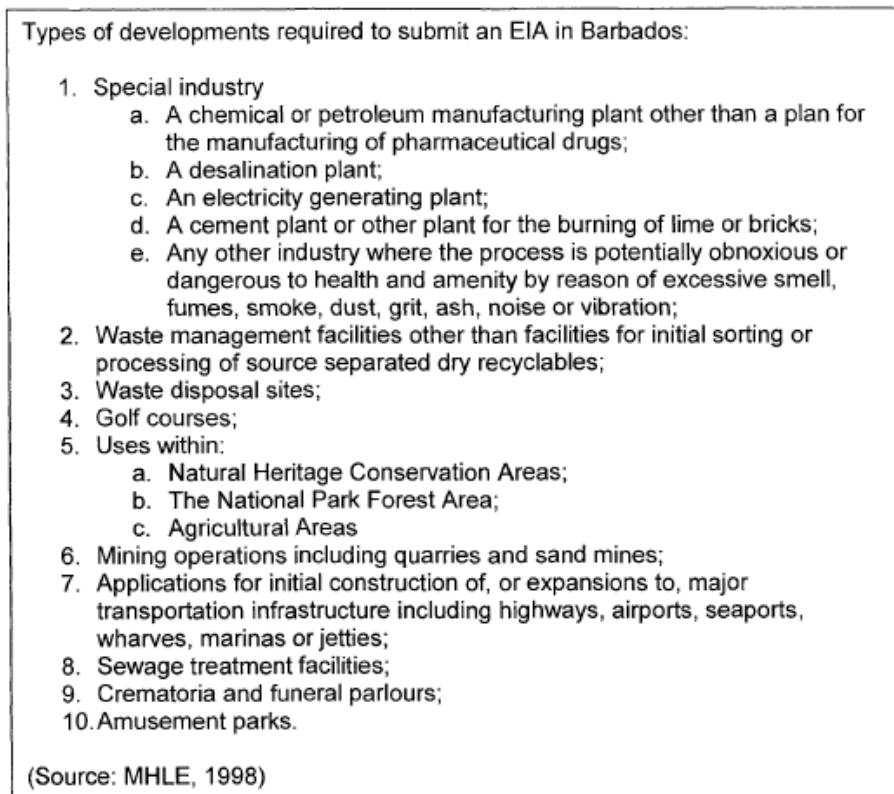 Types of developments required to submit an EIA in Barbados:
1. Special industry
a. A chemical or petroleum manufacturing plant other than a plan for
the manufacturing of pharmaceutical drugs;
b. A desalination plant;
c. An electricity generating plant;
d. A cement plant or other plant for the burning of lime or bricks;
e. Any other industry where the process is potentially obnoxious or
dangerous to health and amenity by reason of excessive smell,
fumes, smoke, dust, grit, ash, noise or vibration;
2. Waste management facilities other than facilities for initial sorting or
processing of source separated dry recyclables;
3. Waste disposal sites;
4. Golf courses;
5. Uses within:
a. Natural Heritage Conservation Areas;
b. The National Park Forest Area;
c. Agricultural Areas
6. Mining operations including quarries and sand mines;
7. Applications for initial construction of, or expansions to, major
transportation infrastructure including highways, airports, seaports,
wharves, marinas or jetties;
8. Sewage treatment facilities;
9. Crematoria and funeral parlours;
10. Amusement parks.
(Source: MHLE, 1998)